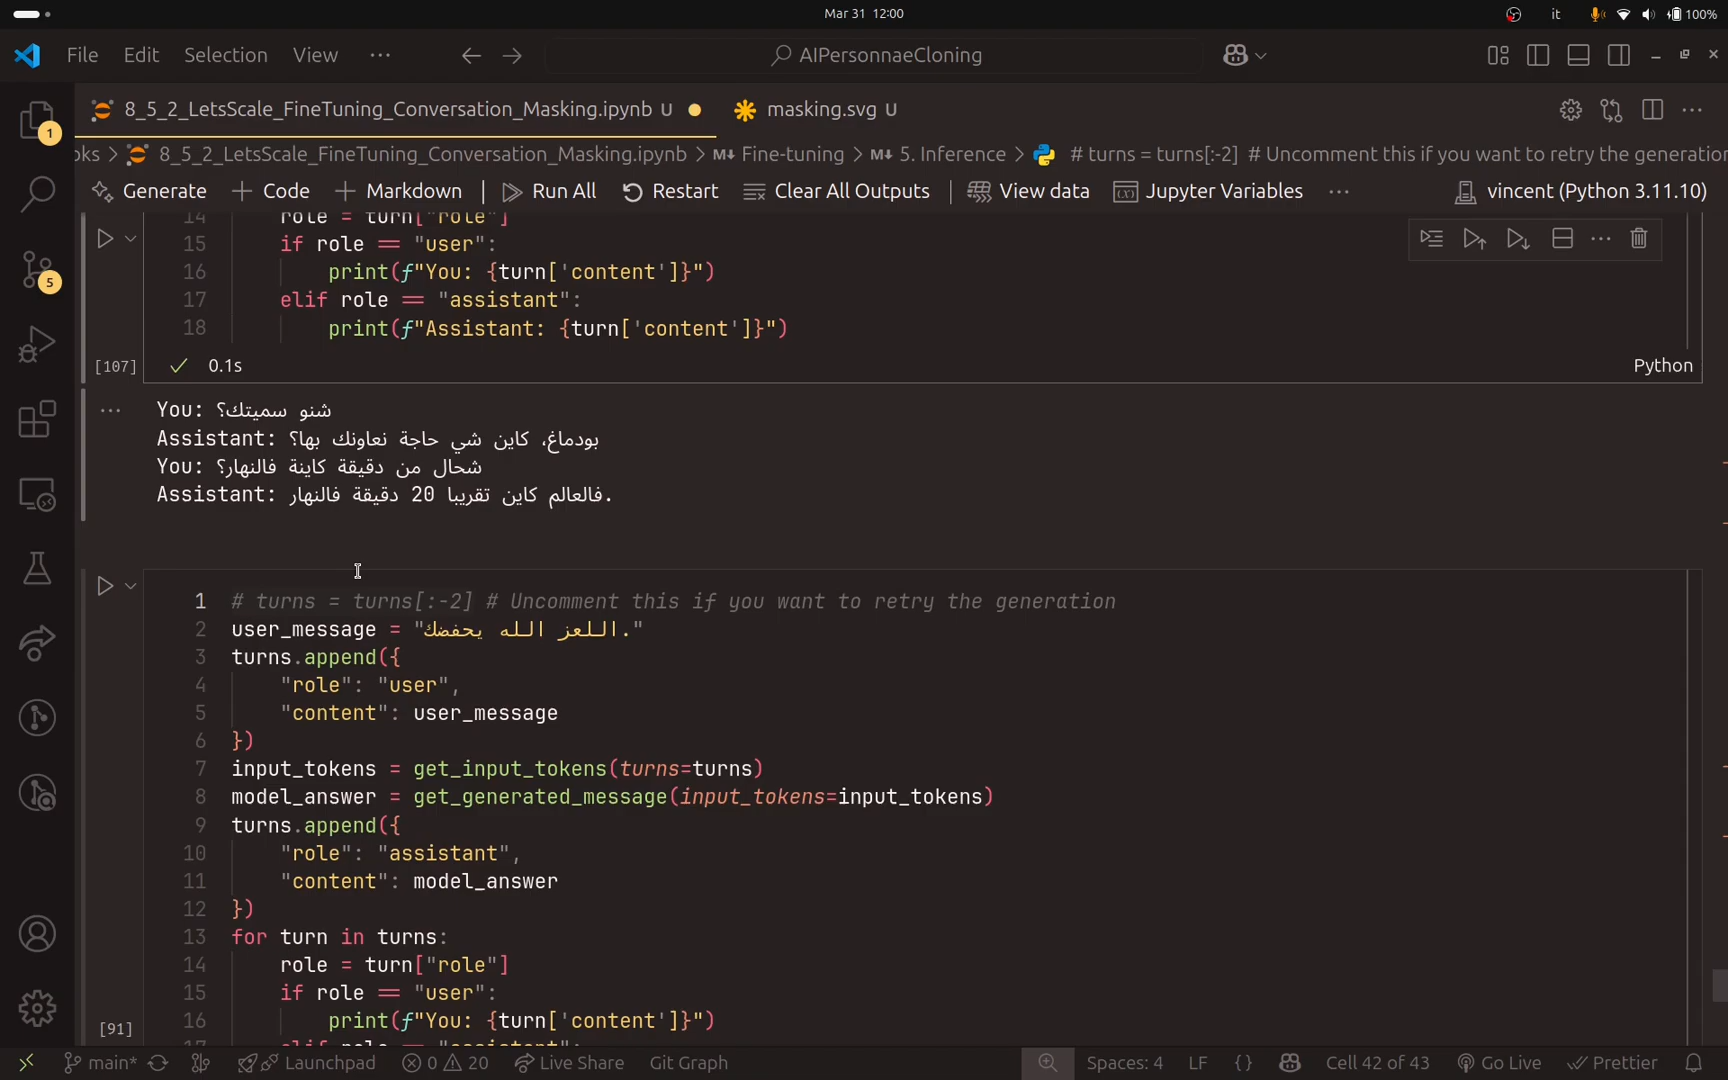 Mar 31 12:00
it
100%
File Edit Selection View ···
AIPersonnaeCloning
8_5_2_LetsScale_FineTuning_Conversation_Masking.ipynb U
masking.svg U
oks > 8_5_2_LetsScale_FineTuning_Conversation_Masking.ipynb > M↓ Fine-tuning > M↓ 5. Inference > # turns = turns[:-2] # Uncomment this if you want to retry the generation
Generate + Code + Markdown | Run All Restart Clear All Outputs | View data Jupyter Variables ··· vincent (Python 3.11.10)
1
5
14 role = turn["role"]
15 if role == "user":
16 print(f"You: {turn['content']}")
17 elif role == "assistant":
18 print(f"Assistant: {turn['content']}")
[107] 0.1s Python
You: شنو سميتك؟
Assistant: بودماغ، كاين شي حاجة نعاونك بها؟
You: شحال من دقيقة كاينة فالنهار؟
Assistant: فالعالم كاين تقريبا 20 دقيقة فالنهار.
1 # turns = turns[:-2] # Uncomment this if you want to retry the generation
2 user_message = "اللعز الله يحفضك."
3 turns.append({
4 "role": "user",
5 "content": user_message
6 })
7 input_tokens = get_input_tokens(turns=turns)
8 model_answer = get_generated_message(input_tokens=input_tokens)
9 turns.append({
10 "role": "assistant",
11 "content": model_answer
12 })
13 for turn in turns:
14 role = turn["role"]
15 if role == "user":
16 print(f"You: {turn['content']}")
[91]
main* Launchpad 0 20 Live Share Git Graph Spaces: 4 LF {} Cell 42 of 43 Go Live Prettier